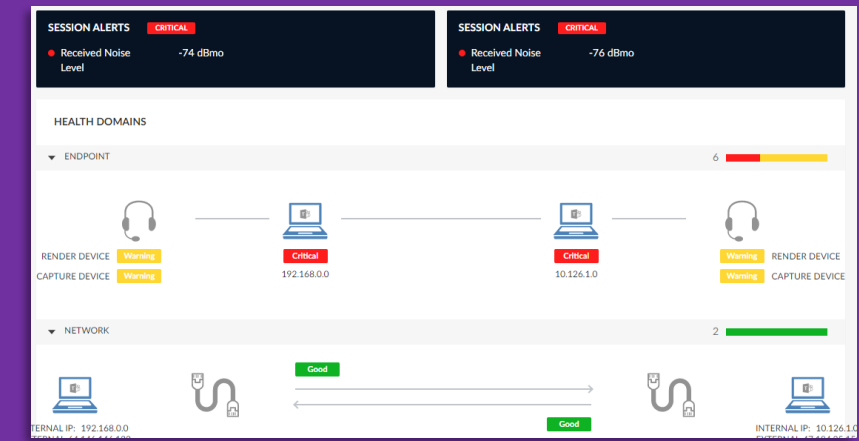 SESSION ALERTS CRITICAL
Received Noise -74 dBmo
Level
SESSION ALERTS CRITICAL
Received Noise -76 dBmo
Level
HEALTH DOMAINS
ENDPOINT 6
RENDER DEVICE Warning
CAPTURE DEVICE Warning
Critical
192.168.0.0
Critical
10.126.1.0
Warning RENDER DEVICE
Warning CAPTURE DEVICE
NETWORK 2
Good
Good
TERNAL IP: 192.168.0.0
INTERNAL IP: 10.126.1.0